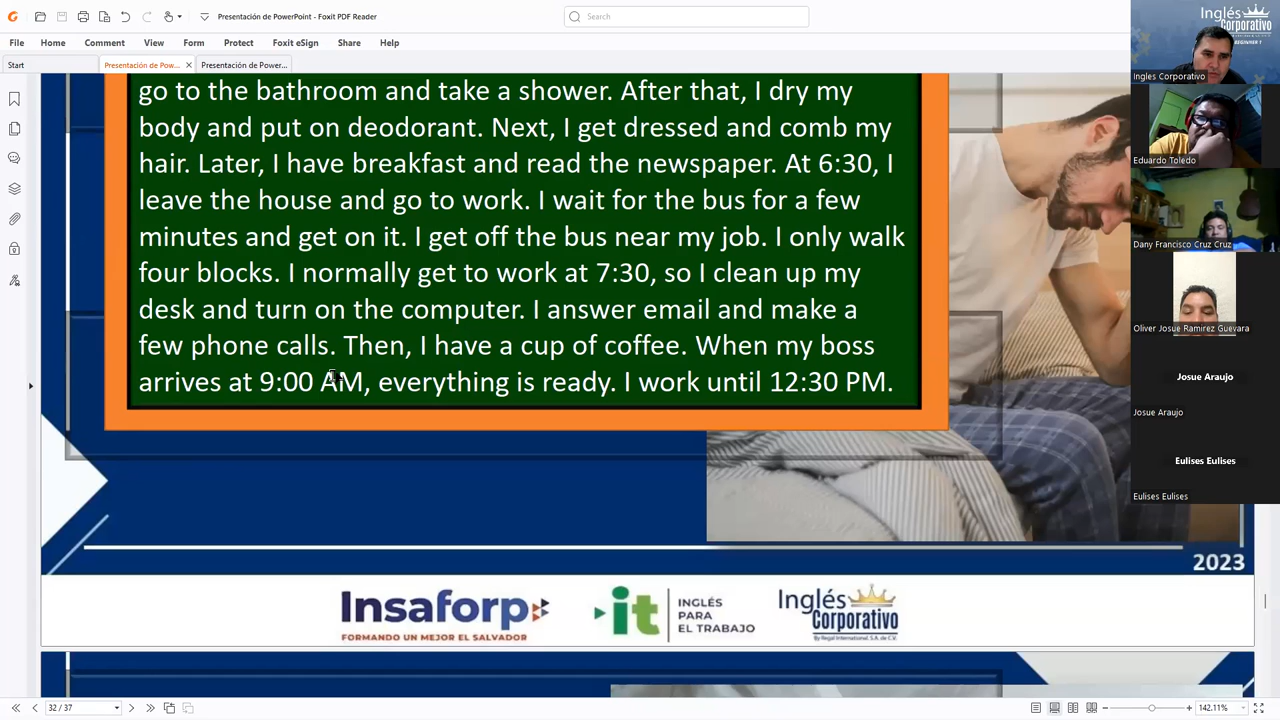 Presentación de PowerPoint - Foxit PDF Reader
Search
File Home Comment View Form Protect Foxit eSign Share Help
Start
Presentación de Pow...
Presentación de Power...
go to the bathroom and take a shower. After that, I dry my
body and put on deodorant. Next, I get dressed and comb my
hair. Later, I have breakfast and read the newspaper. At 6:30, I
leave the house and go to work. I wait for the bus for a few
minutes and get on it. I get off the bus near my job. I only walk
four blocks. I normally get to work at 7:30, so I clean up my
desk and turn on the computer. I answer email and make a
few phone calls. Then, I have a cup of coffee. When my boss
arrives at 9:00 AM, everything is ready. I work until 12:30 PM.
2023
Insaforp
FORMANDO UN MEJOR EL SALVADOR
it
INGLÉS
PARA
EL TRABAJO
Inglés
Corporativo
By Regal International, S.A. de C.V.
32 / 37
142.11%
Inglés
Corporativo
BEGINNER 1
Ingles Corporativo
Eduardo Toledo
Dany Francisco Cruz Cruz
Oliver Josue Ramirez Guevara
Josue Araujo
Josue Araujo
Eulises Eulises
Eulises Eulises